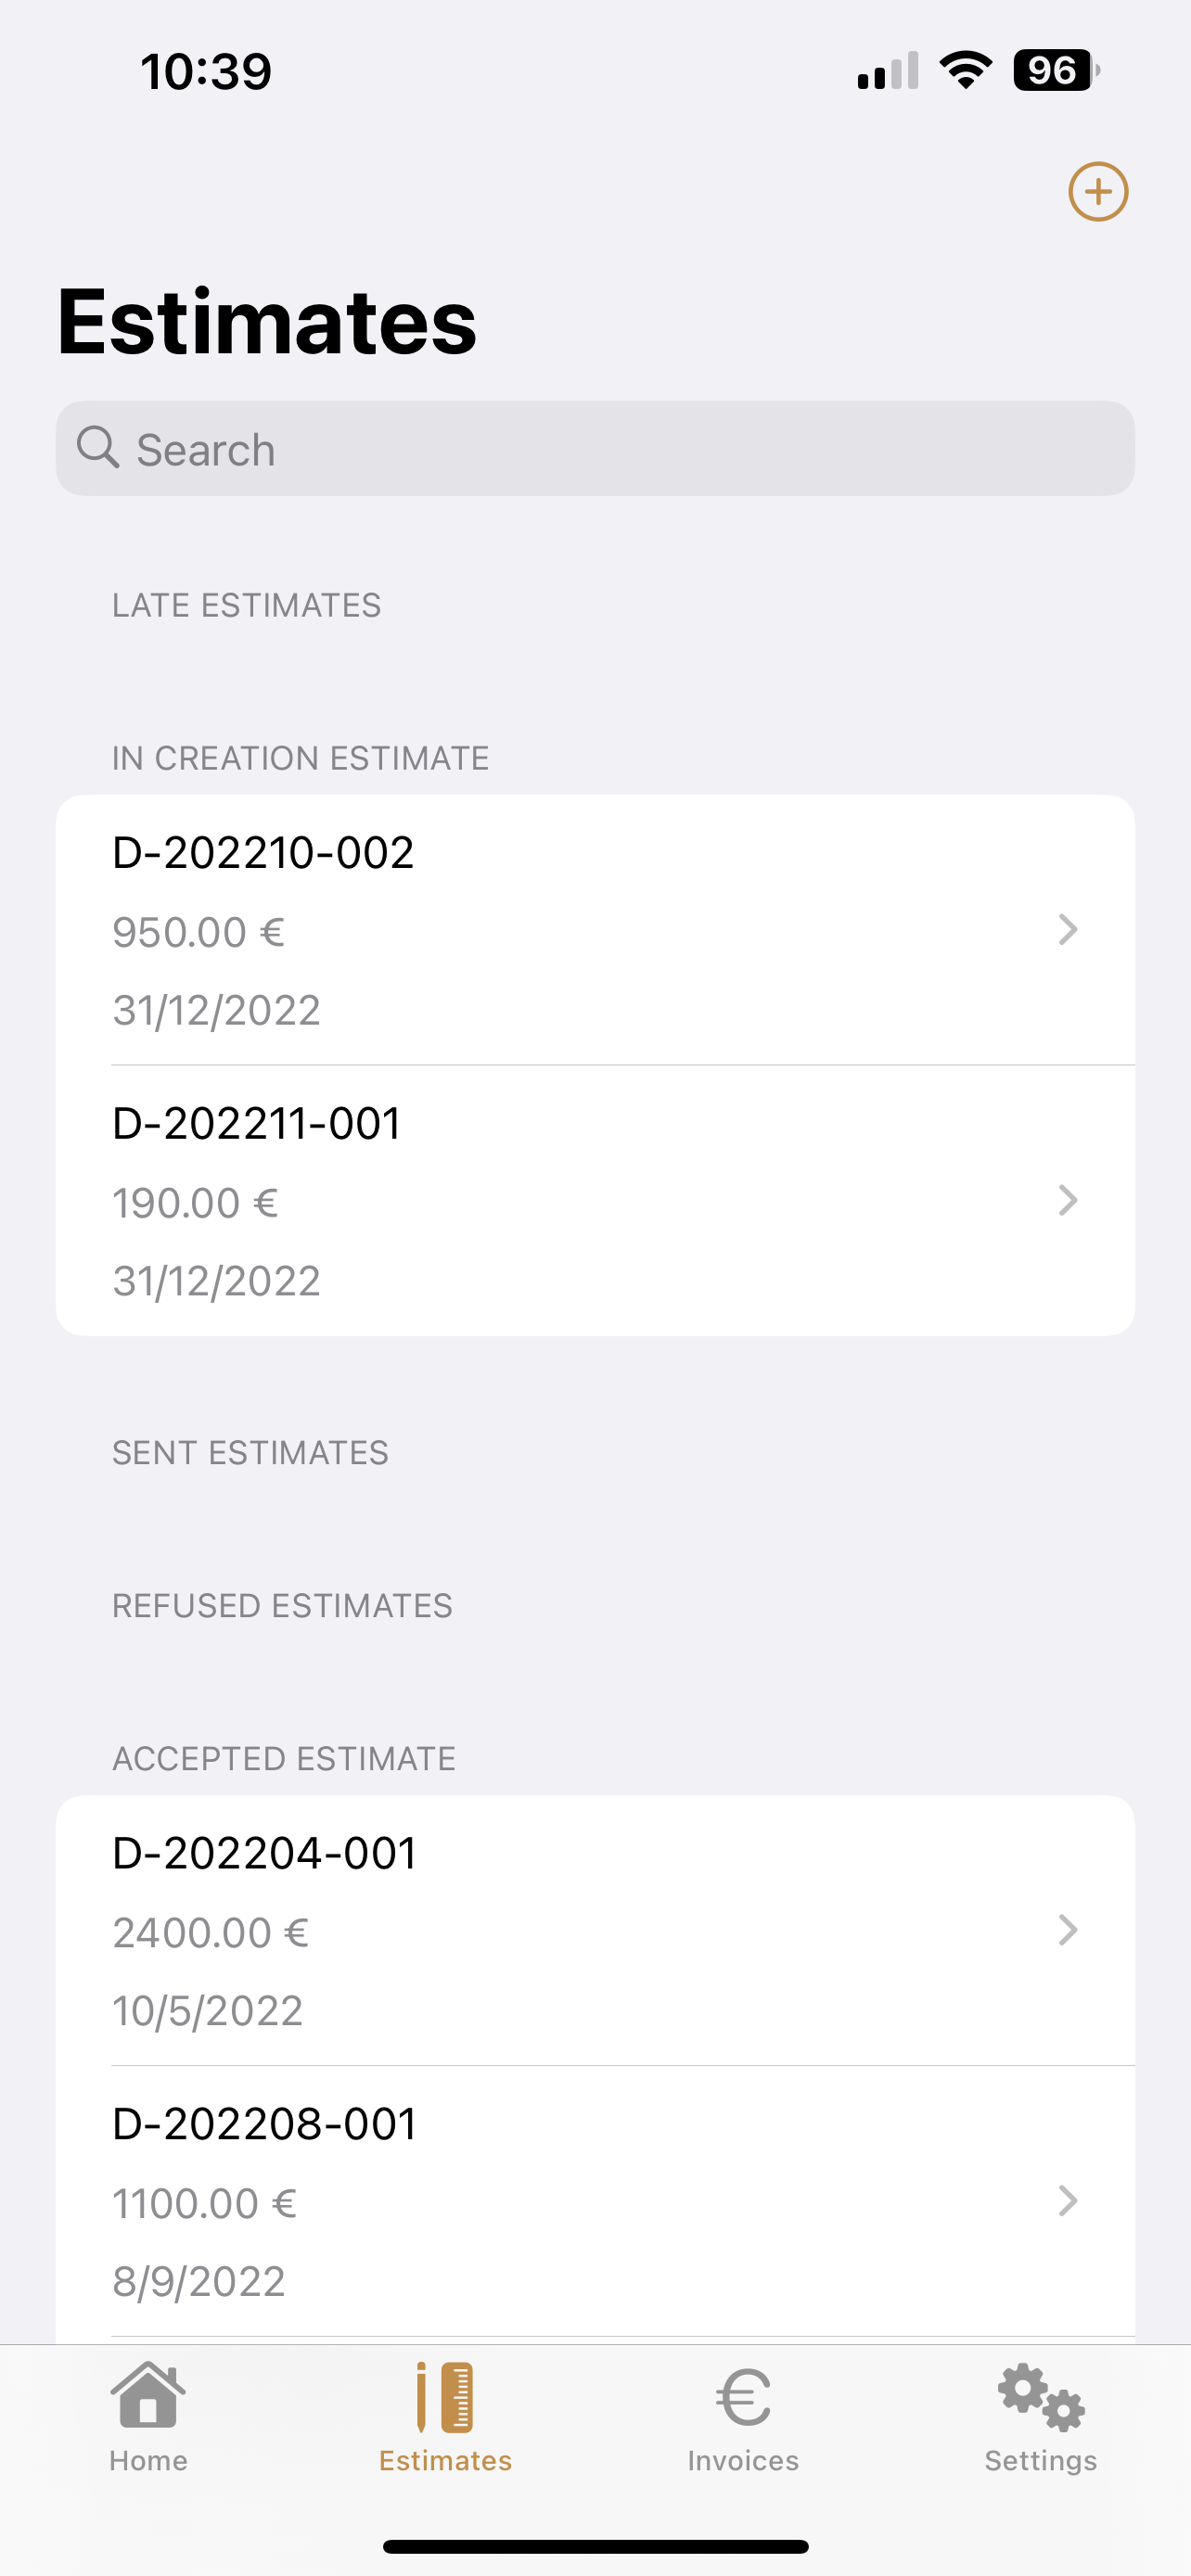 10:39
96
Estimates
Search
LATE ESTIMATES
IN CREATION ESTIMATE
D-202210-002
950.00 €
31/12/2022
D-202211-001
190.00 €
31/12/2022
SENT ESTIMATES
REFUSED ESTIMATES
ACCEPTED ESTIMATE
D-202204-001
2400.00 €
10/5/2022
D-202208-001
1100.00 €
8/9/2022
Home
Estimates
Invoices
Settings